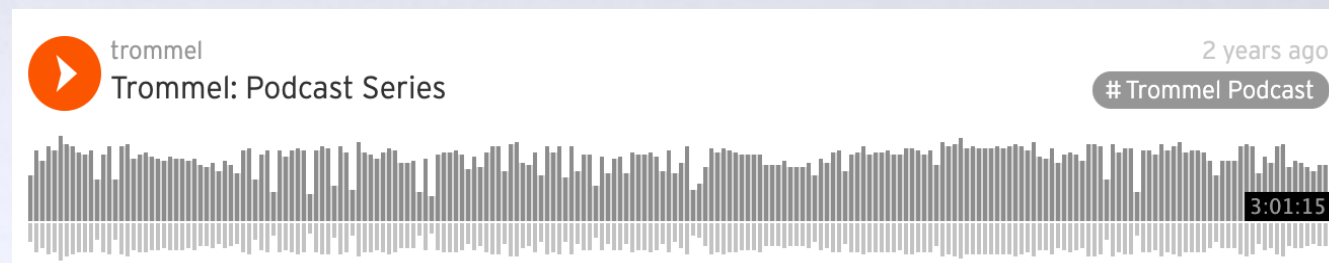 trommel
2 years ago
Trommel: Podcast Series
# Trommel Podcast
3:01:15